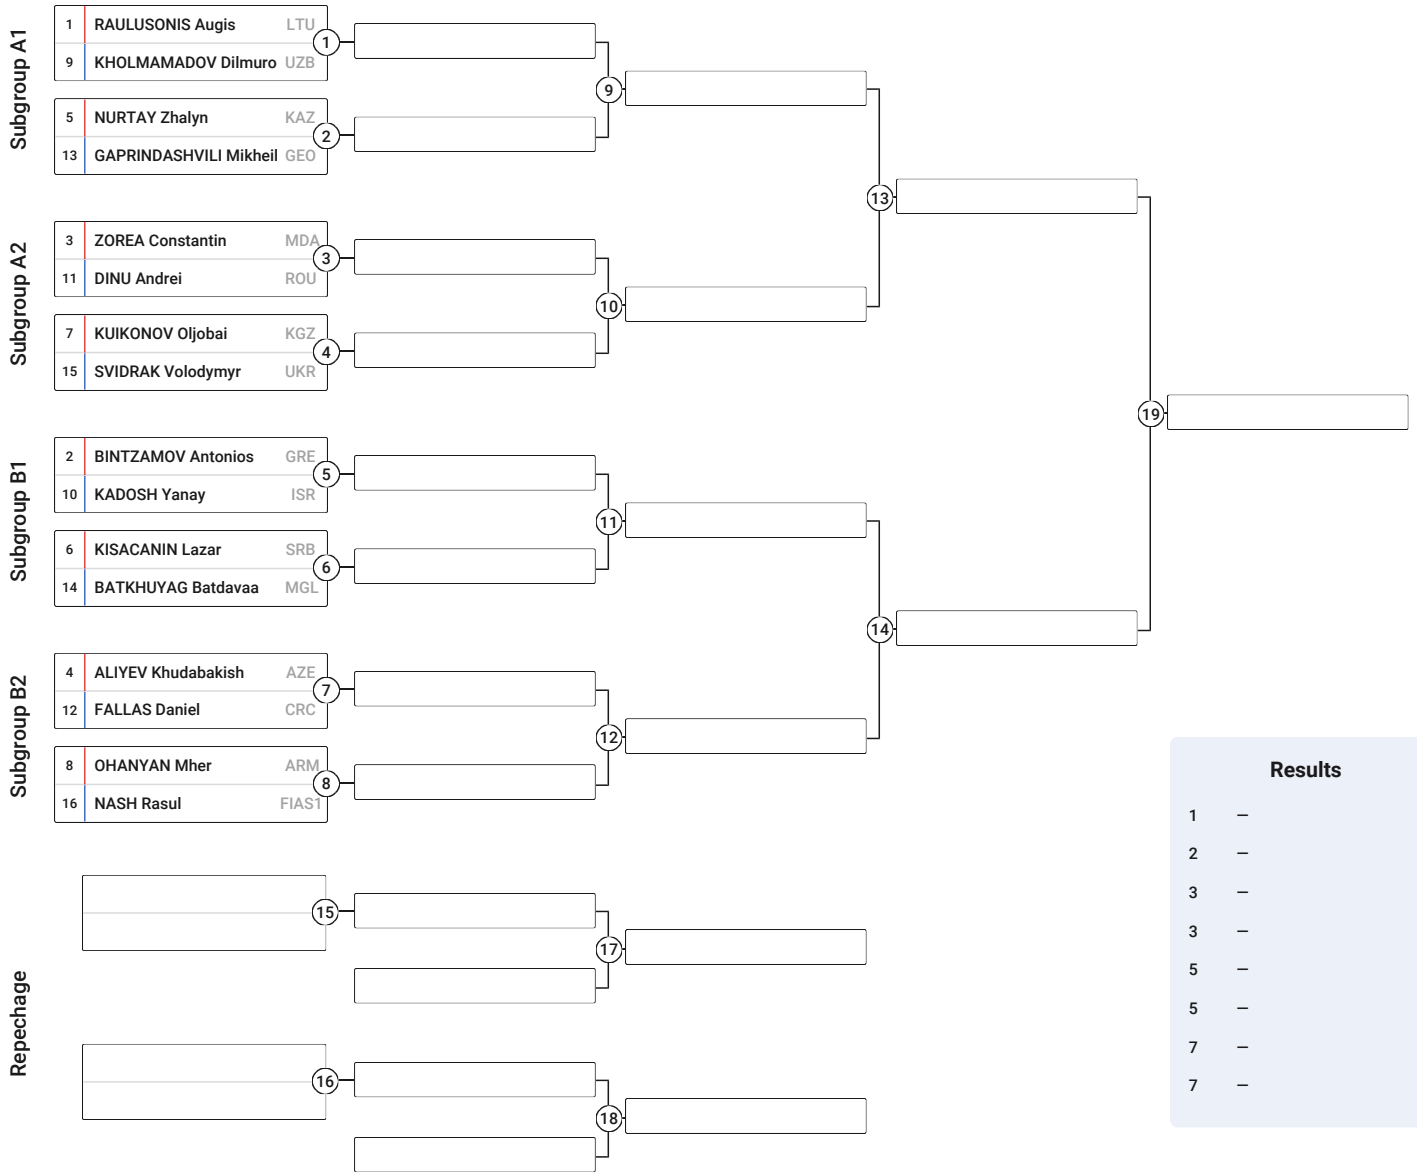 Subgroup A1
1 RAULUSONIS Augis LTU
9 KHOLMAMADOV Dilmuro UZB
1
5 NURTAY Zhalyn KAZ
13 GAPRINDASHVILI Mikheil GEO
2
9
Subgroup A2
3 ZOREA Constantin MDA
11 DINU Andrei ROU
3
7 KUIKONOV Oljobai KGZ
15 SVIDRAK Volodymyr UKR
4
10
13
Subgroup B1
2 BINTZAMOV Antonios GRE
10 KADOSH Yanay ISR
5
6 KISACANIN Lazar SRB
14 BATKHUYAG Batdavaa MGL
6
11
Subgroup B2
4 ALIYEV Khudabakish AZE
12 FALLAS Daniel CRC
7
8 OHANYAN Mher ARM
16 NASH Rasul FIAS1
8
12
14
19
Repechage
15
17
16
18
Results
1 –
2 –
3 –
3 –
5 –
5 –
7 –
7 –